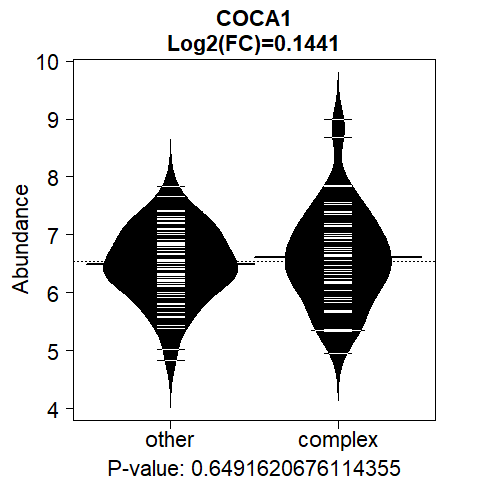 COCA1
Log2(FC)=0.1441
Abundance
10
9
8
7
6
5
4
other complex
P-value: 0.6491620676114355